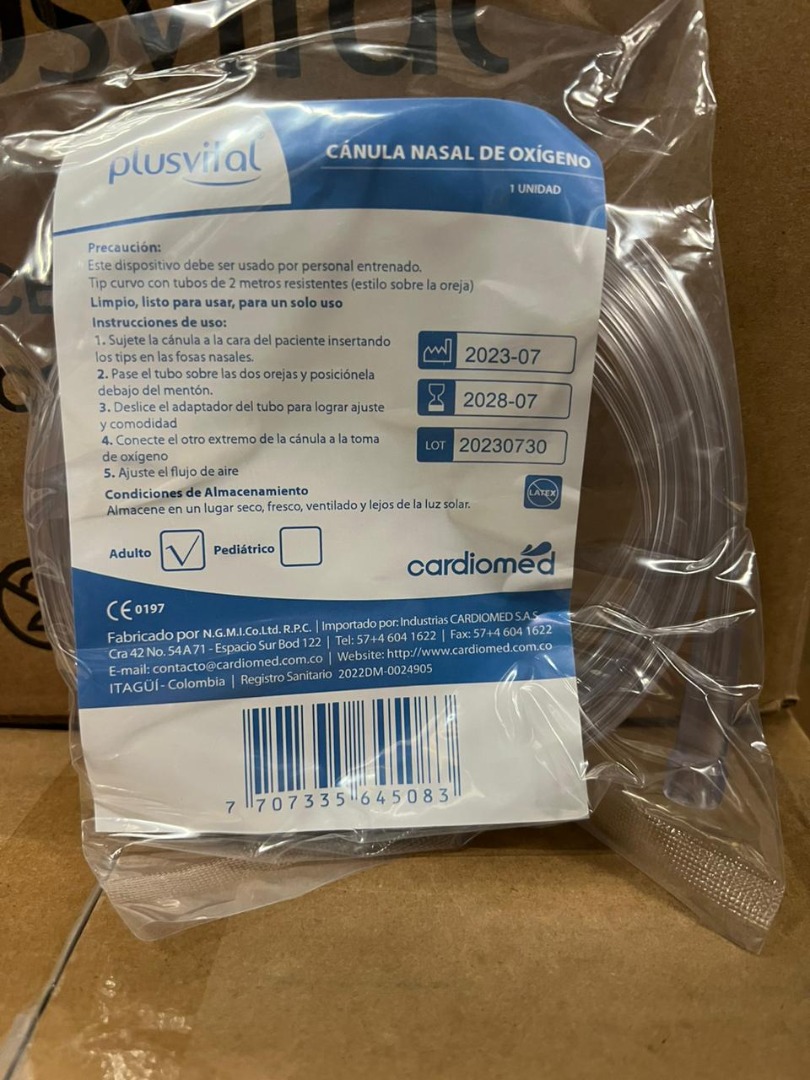 plusvital
CÁNULA NASAL DE OXÍGENO
1 UNIDAD
Precaución:
Este dispositivo debe ser usado por personal entrenado.
Tip curvo con tubos de 2 metros resistentes (estilo sobre la oreja)
Limpio, listo para usar, para un solo uso
Instrucciones de uso:
1. Sujete la cánula a la cara del paciente insertando
los tips en las fosas nasales.
2. Pase el tubo sobre las dos orejas y posiciónela
debajo del mentón.
3. Deslice el adaptador del tubo para lograr ajuste
y comodidad
4. Conecte el otro extremo de la cánula a la toma
de oxígeno
5. Ajuste el flujo de aire
2023-07
2028-07
LOT 20230730
LATEX
Condiciones de Almacenamiento
Almacene en un lugar seco, fresco, ventilado y lejos de la luz solar.
Adulto Pediátrico
cardiomed
CE 0197
Fabricado por N.G.M.I.Co.Ltd. R.P.C. | Importado por: Industrias CARDIOMED S.A.S
Cra 42 No. 54 A 71 - Espacio Sur Bod 122 | Tel: 57+4 604 1622 | Fax: 57+4 604 1622
E-mail: contacto@cardiomed.com.co | Website: http://www.cardiomed.com.co
ITAGÜÍ - Colombia | Registro Sanitario 2022DM-0024905
7 707335 645083